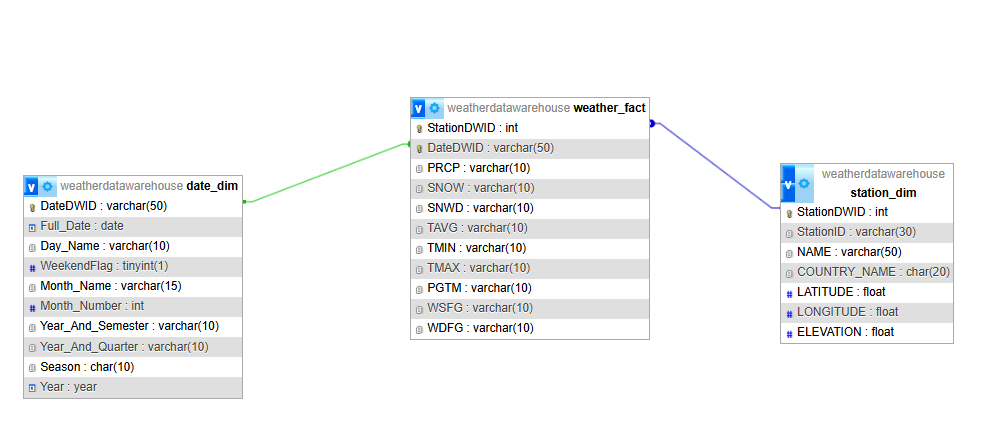 weatherdatawarehouse date_dim
DateDWID : varchar(50)
Full_Date : date
Day_Name : varchar(10)
WeekendFlag : tinyint(1)
Month_Name : varchar(15)
Month_Number : int
Year_And_Semester : varchar(10)
Year_And_Quarter : varchar(10)
Season : char(10)
Year : year
v weatherdatawarehouse weather_fact
StationDWID : int
DateDWID : varchar(50)
PRCP : varchar(10)
SNOW : varchar(10)
SNWD : varchar(10)
TAVG : varchar(10)
TMIN : varchar(10)
TMAX : varchar(10)
PGTM : varchar(10)
WSFG : varchar(10)
WDFG : varchar(10)
v weatherdatawarehouse
station_dim
StationDWID : int
StationID : varchar(30)
NAME : varchar(50)
COUNTRY_NAME : char(20)
LATITUDE : float
LONGITUDE : float
ELEVATION : float